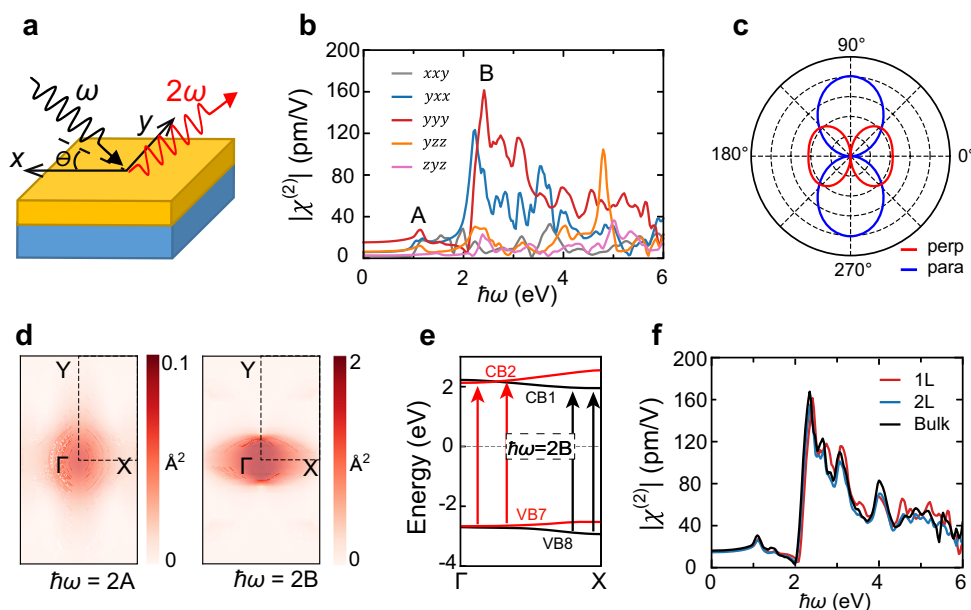 a
ω
2ω
y
x
θ
b
|χ⁽²⁾| (pm/V)
200
160
120
80
40
0
xxy
yxx
yyy
yzz
zyz
A
B
0 2 4 6
ħω (eV)
c
90°
180°
0°
270°
perp
para
d
Y
Γ
X
0.1
Å²
0
ħω = 2A
Y
Γ
X
2
Å²
0
ħω = 2B
e
Energy (eV)
2
0
-2
-4
CB2
CB1
ħω=2B
VB7
VB8
Γ X
f
|χ⁽²⁾| (pm/V)
200
160
120
80
40
0
1L
2L
Bulk
0 2 4 6
ħω (eV)